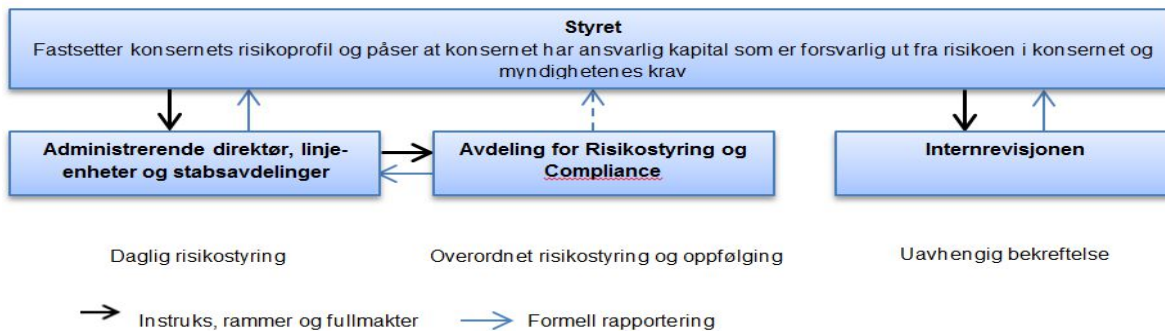 Styret
Fastsetter konsernets risikoprofil og påser at konsernet har ansvarlig kapital som er forsvarlig ut fra risikoen i konsernet og
myndighetenes krav
Administrerende direktør, linje-
enheter og stabsavdelinger
Avdeling for Risikostyring og
Compliance
Internrevisjonen
Daglig risikostyring
Overordnet risikostyring og oppfølging
Uavhengig bekreftelse
Instruks, rammer og fullmakter
Formell rapportering